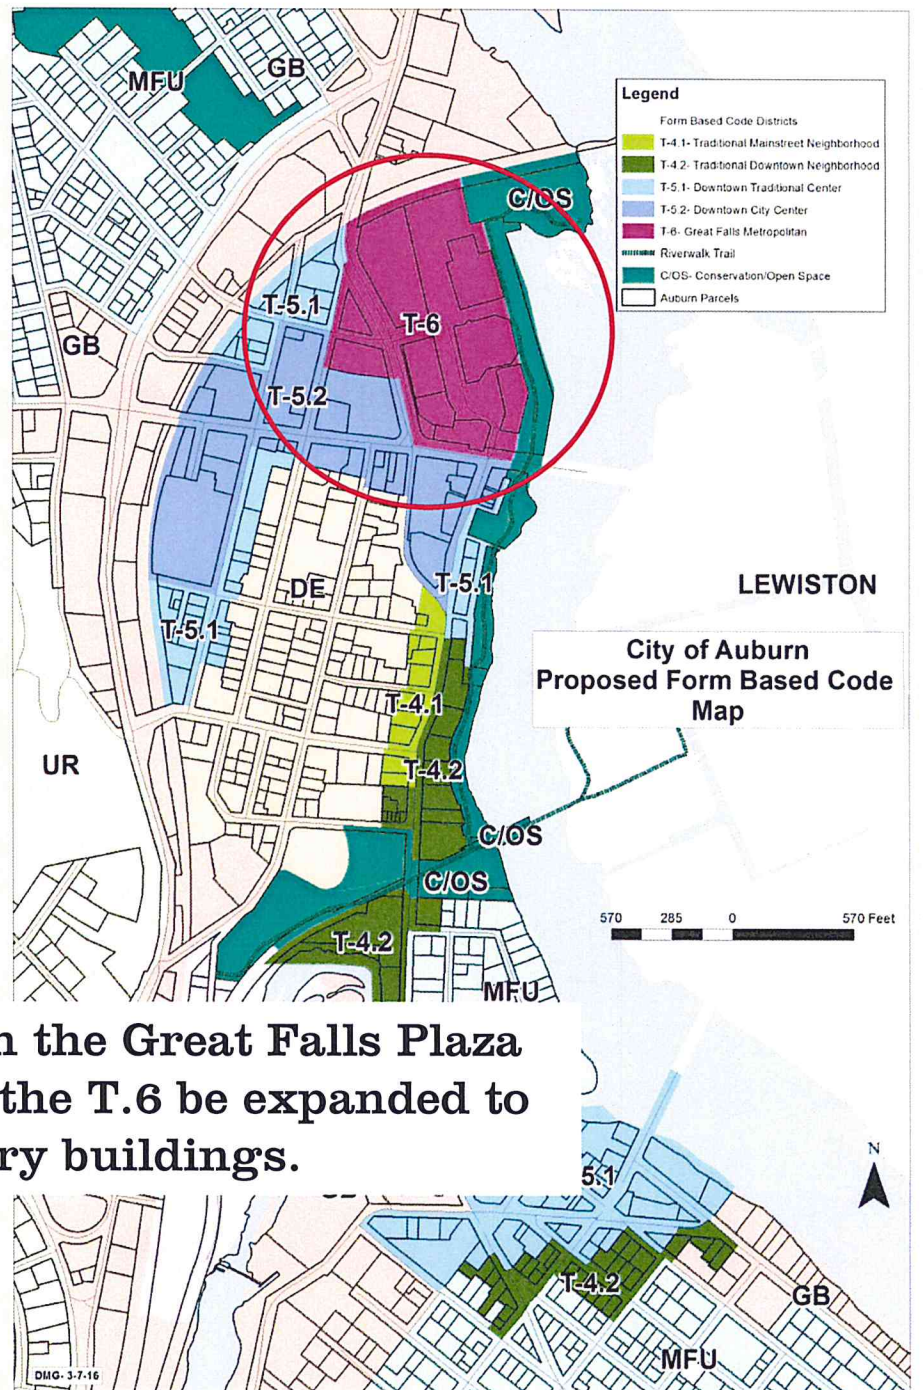 MFU
GB
Legend
Form Based Code Districts
T-4.1- Traditional Mainstreet Neighborhood
T-4.2- Traditional Downtown Neighborhood
T-5.1- Downtown Traditional Center
T-5.2- Downtown City Center
T-6- Great Falls Metropolitan
Riverwalk Trail
C/OS- Conservation/Open Space
Auburn Parcels
C/OS
T-5.1
T-6
GB
T-5.2
DE
T-5.1
LEWISTON
T-5.1
City of Auburn
Proposed Form Based Code
Map
T-4.1
UR
T-4.2
C/OS
C/OS
570 285 0 570 Feet
T-4.2
MFU
the Great Falls Plaza
the T.6 be expanded to
ry buildings.
N
5.1
T-4.2
GB
MFU
DMG- 3-7-16